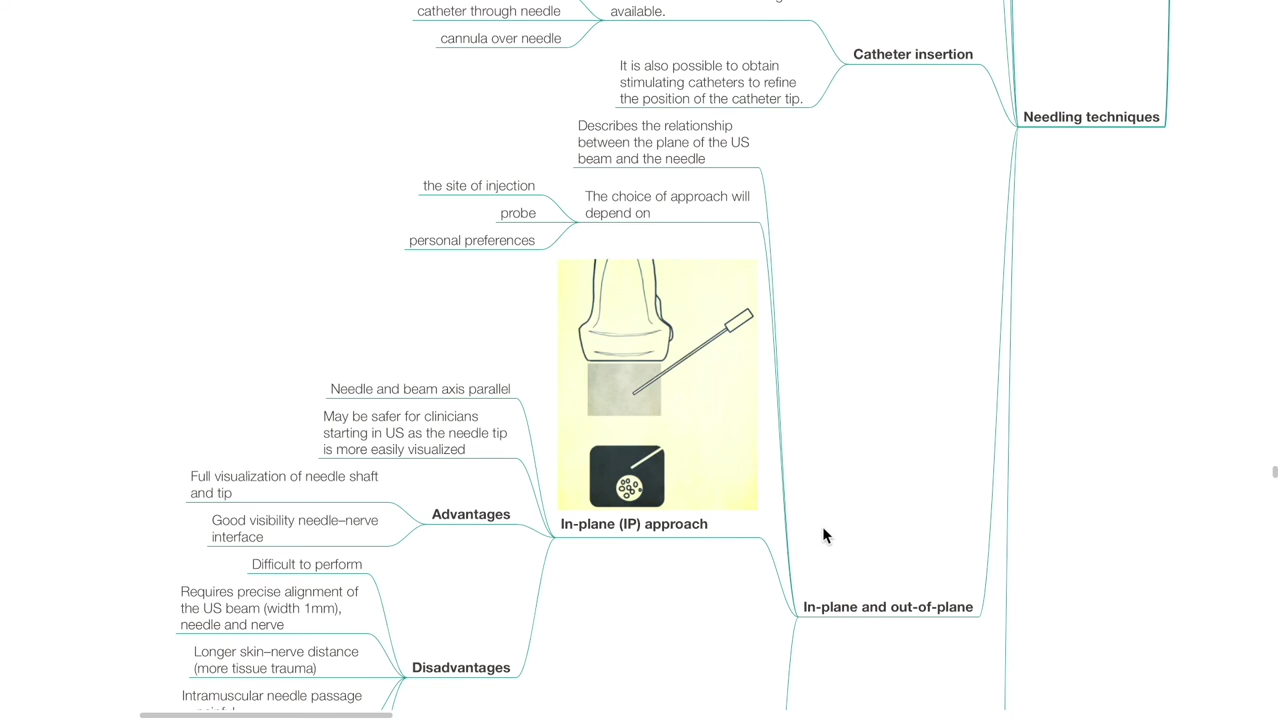 catheter through needle
available.
cannula over needle
Catheter insertion
It is also possible to obtain
stimulating catheters to refine
the position of the catheter tip.
Needling techniques
Describes the relationship
between the plane of the US
beam and the needle
the site of injection
The choice of approach will
depend on
probe
personal preferences
Needle and beam axis parallel
May be safer for clinicians
starting in US as the needle tip
is more easily visualized
Full visualization of needle shaft
and tip
Advantages
Good visibility needle–nerve
interface
In-plane (IP) approach
Difficult to perform
Requires precise alignment of
the US beam (width 1mm),
needle and nerve
In-plane and out-of-plane
Longer skin–nerve distance
(more tissue trauma)
Disadvantages
Intramuscular needle passage